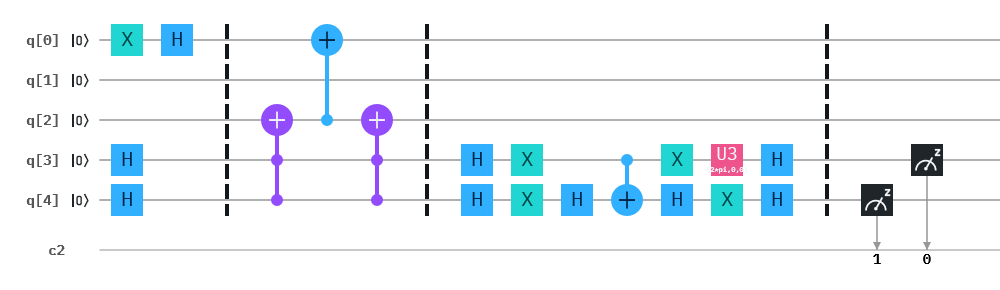 q[0] |0⟩ X H +
q[1] |0⟩
q[2] |0⟩ + +
q[3] |0⟩ H H X X U3 H z
2*pi,0,0
q[4] |0⟩ H H X H + H X H z
c2
1 0